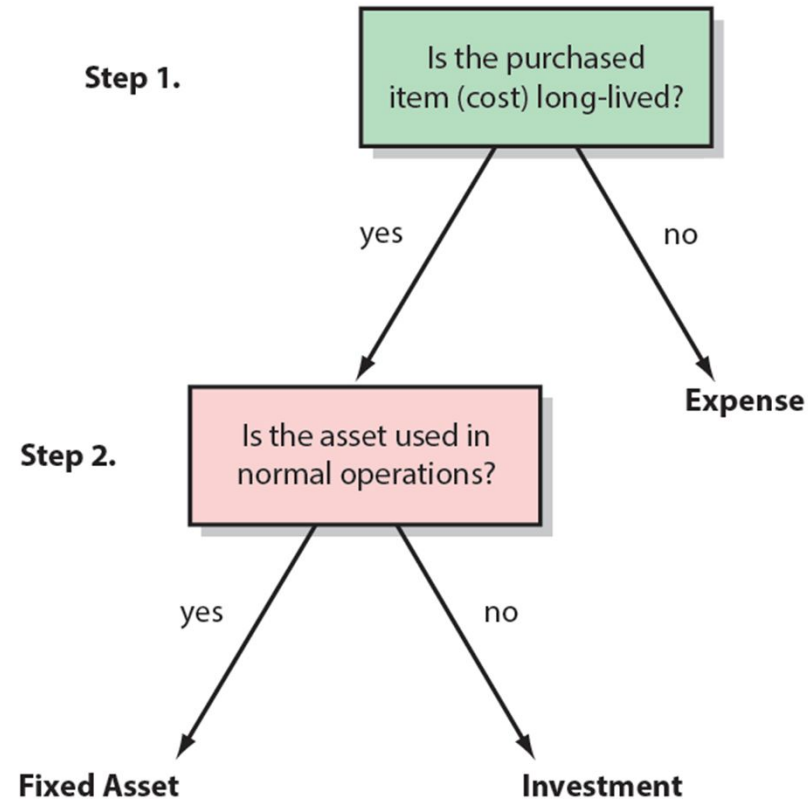 Step 1.
Is the purchased
item (cost) long-lived?
yes
no
Expense
Step 2.
Is the asset used in
normal operations?
yes
no
Fixed Asset
Investment